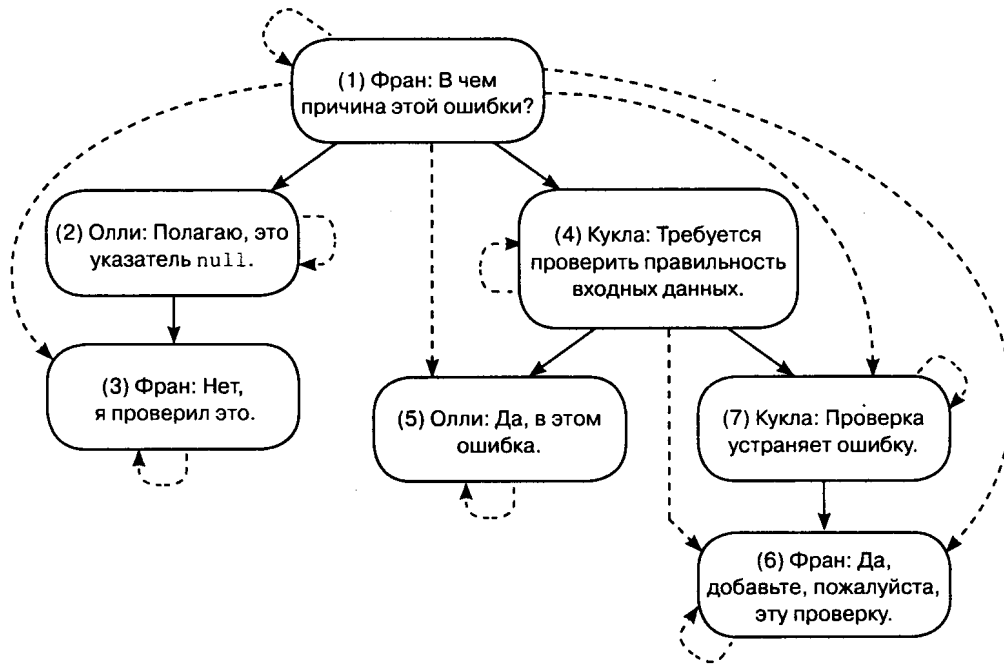 (1) Фран: В чем
причина этой ошибки?
(2) Олли: Полагаю, это
указатель null.
(4) Кукла: Требуется
проверить правильность
входных данных.
(3) Фран: Нет,
я проверил это.
(5) Олли: Да, в этом
ошибка.
(7) Кукла: Проверка
устраняет ошибку.
(6) Фран: Да,
добавьте, пожалуйста,
эту проверку.